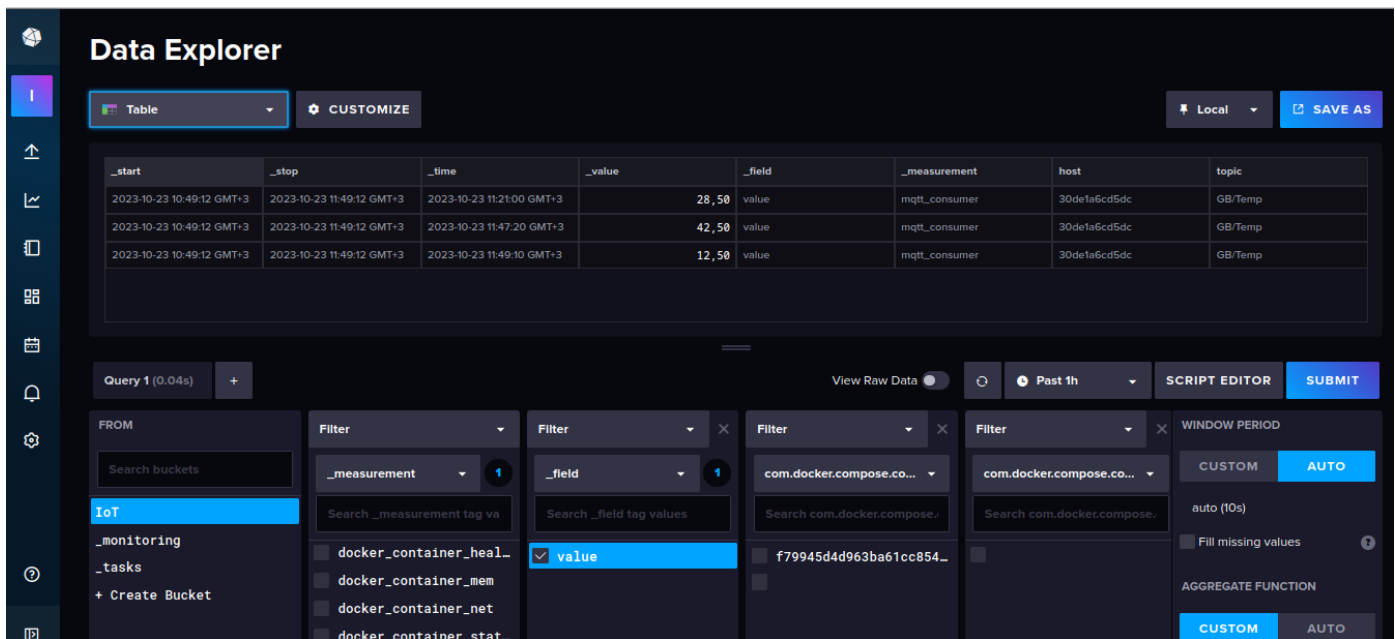 Data Explorer
I
Table
CUSTOMIZE
Local
SAVE AS
_start _stop _time _value _field _measurement host topic
2023-10-23 10:49:12 GMT+3 2023-10-23 11:49:12 GMT+3 2023-10-23 11:21:00 GMT+3 28,50 value mqtt_consumer 30de1a6cd5dc GB/Temp
2023-10-23 10:49:12 GMT+3 2023-10-23 11:49:12 GMT+3 2023-10-23 11:47:20 GMT+3 42,50 value mqtt_consumer 30de1a6cd5dc GB/Temp
2023-10-23 10:49:12 GMT+3 2023-10-23 11:49:12 GMT+3 2023-10-23 11:49:10 GMT+3 12,50 value mqtt_consumer 30de1a6cd5dc GB/Temp
Query 1 (0.04s)
+
View Raw Data
Past 1h
SCRIPT EDITOR
SUBMIT
FROM
Search buckets
IoT
_monitoring
_tasks
+ Create Bucket
Filter
_measurement
1
Search _measurement tag va
docker_container_heal…
docker_container_mem
docker_container_net
docker_container_stat…
Filter
_field
1
Search _field tag values
value
Filter
com.docker.compose.co…
Search com.docker.compose.
f79945d4d963ba61cc854…
Filter
com.docker.compose.co…
Search com.docker.compose.
WINDOW PERIOD
CUSTOM
AUTO
auto (10s)
Fill missing values
AGGREGATE FUNCTION
CUSTOM
AUTO